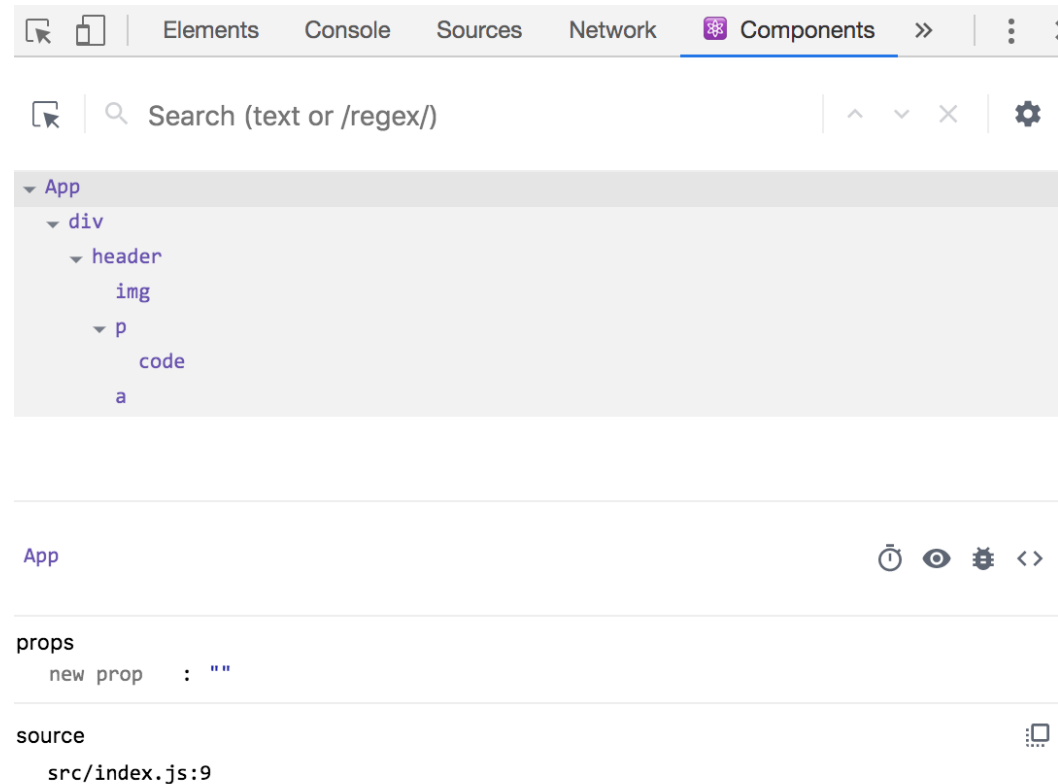 Elements Console Sources Network Components »
Search (text or /regex/)
App
div
header
img
p
code
a
App
props
new prop : ""
source
src/index.js:9